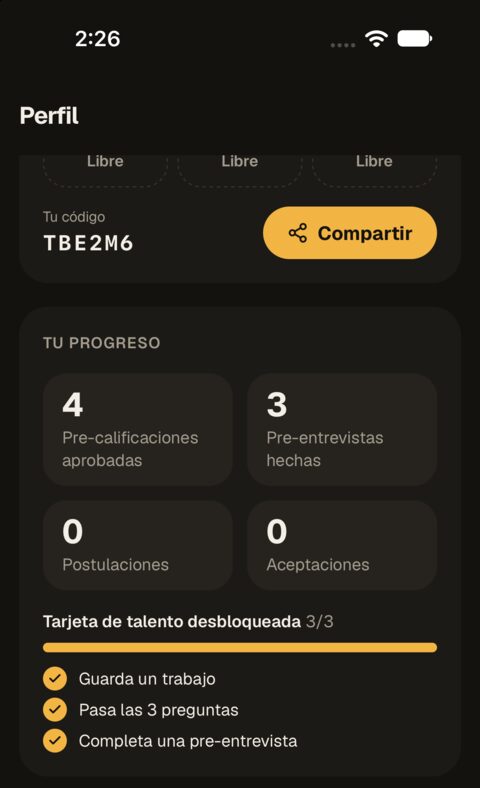 2:26
Perfil
Libre Libre Libre
Tu código
TBE2M6
Compartir
TU PROGRESO
4 3
Pre-calificaciones Pre-entrevistas
aprobadas hechas
0 0
Postulaciones Aceptaciones
Tarjeta de talento desbloqueada 3/3
Guarda un trabajo
Pasa las 3 preguntas
Completa una pre-entrevista